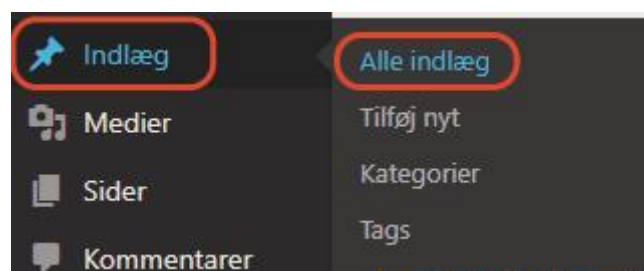 Indlæg
Medier
Sider
Kommentarer
Alle indlæg
Tilføj nyt
Kategorier
Tags